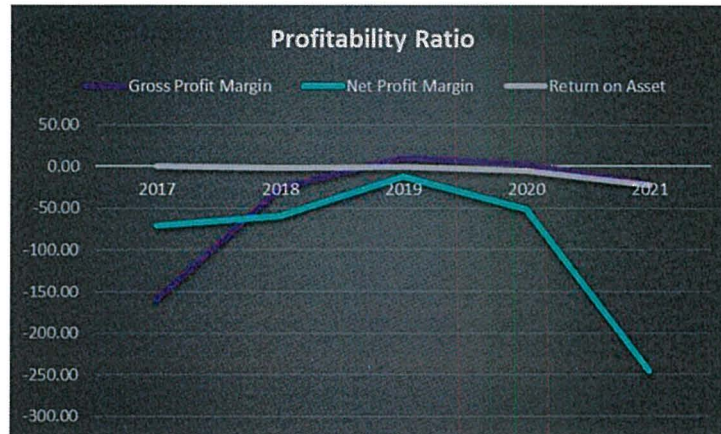 Profitability Ratio
Gross Profit Margin Net Profit Margin Return on Asset
50.00
0.00
2017 2018 2019 2020 2021
-50.00
-100.00
-150.00
-200.00
-250.00
-300.00